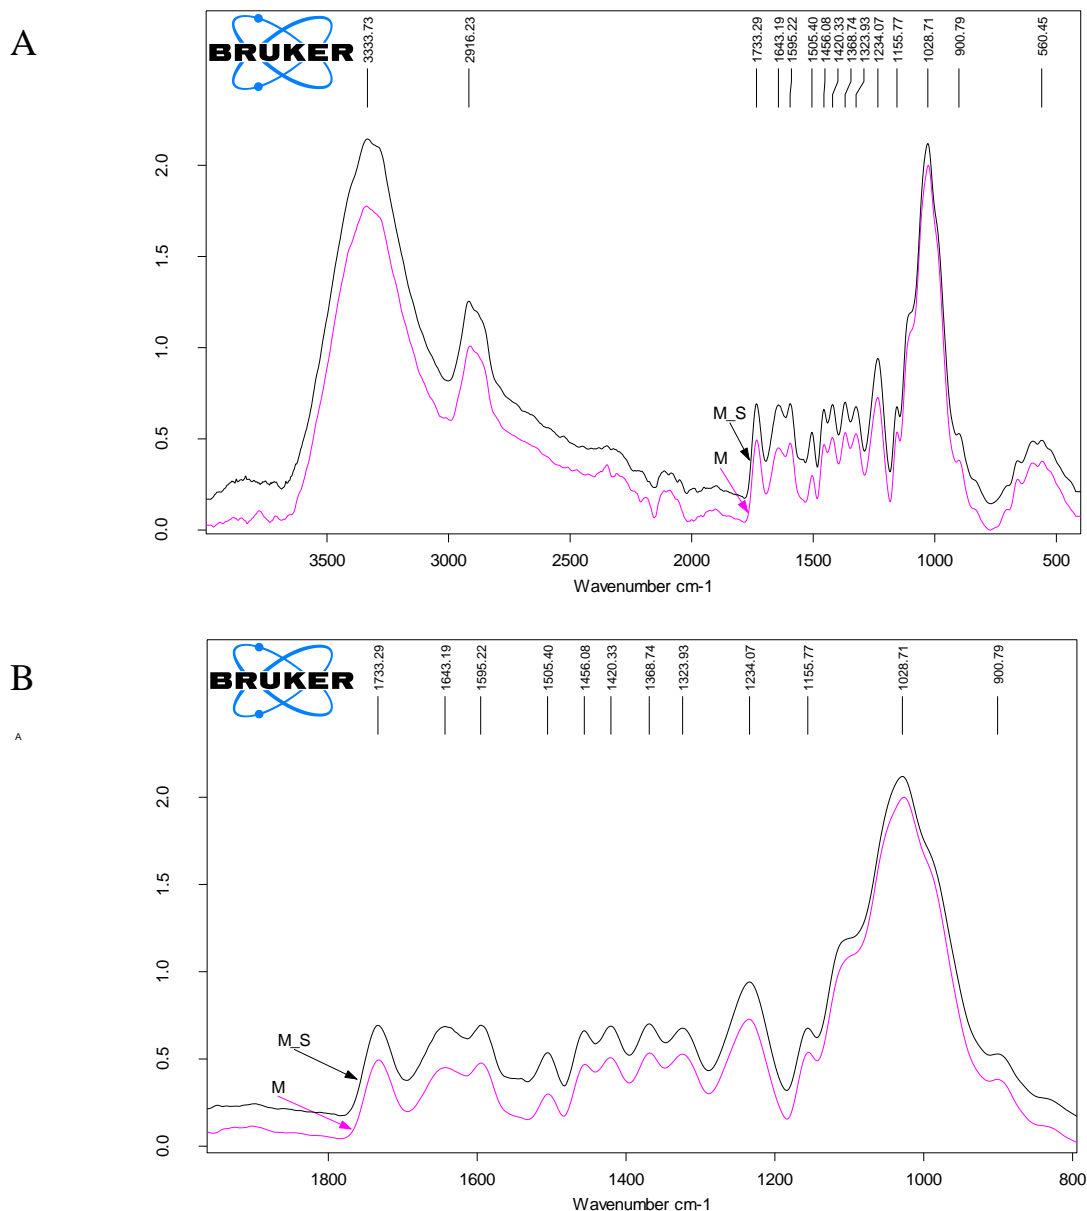 A
BRUKER
3333.73
2916.23
1733.29
1643.19
1595.22
1505.40
1456.08
1420.33
1368.74
1323.93
1234.07
1155.77
1028.71
900.79
560.45
2.0
1.5
1.0
0.5
0.0
M_S
M
3500 3000 2500 2000 1500 1000 500
Wavenumber cm-1
B
A
BRUKER
1733.29
1643.19
1595.22
1505.40
1456.08
1420.33
1368.74
1323.93
1234.07
1155.77
1028.71
900.79
2.0
1.5
1.0
0.5
0.0
M_S
M
1800 1600 1400 1200 1000 800
Wavenumber cm-1